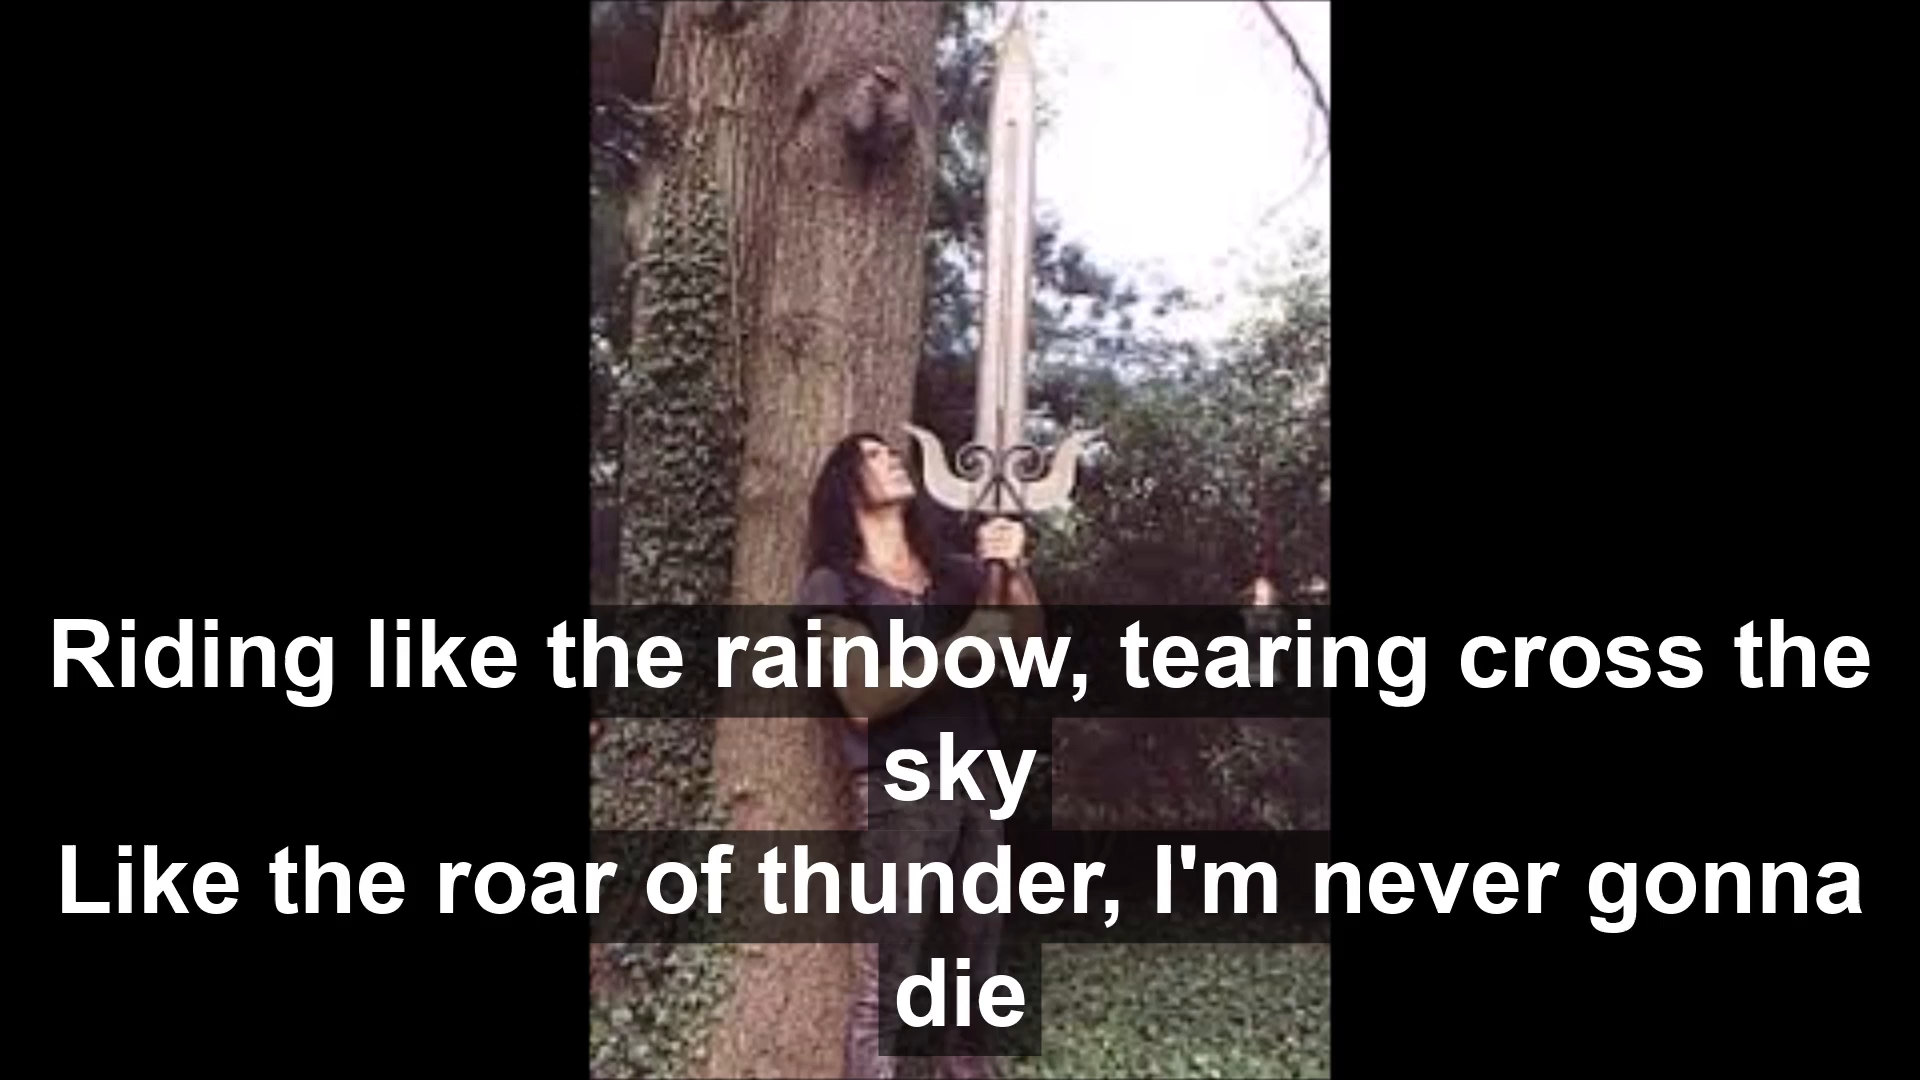 Riding like the rainbow, tearing cross the
sky
Like the roar of thunder, I'm never gonna
die